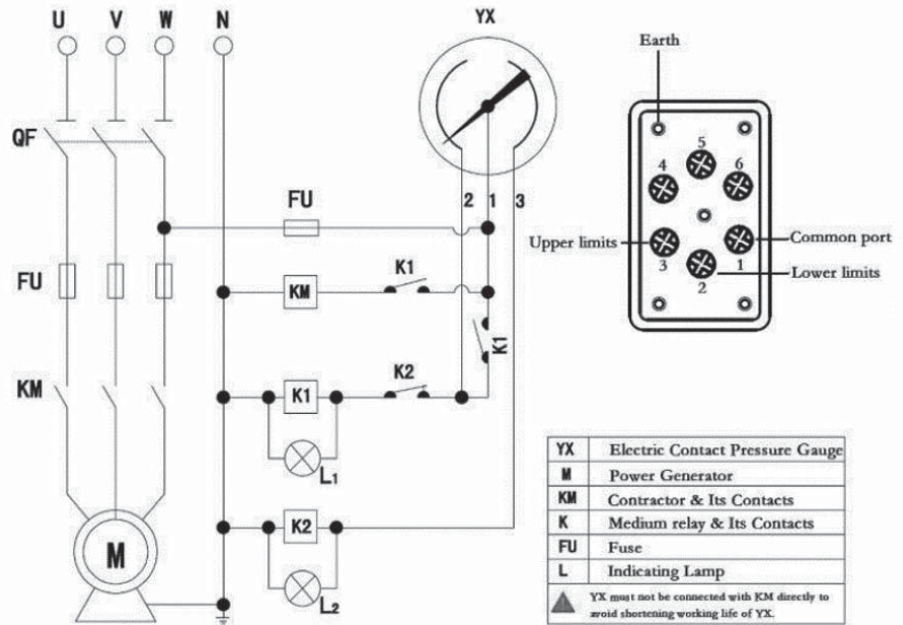 U V W N YX
Earth
QF
5
4 6
FU 2 1 3
Upper limits Common port
3 1
Lower limits
2
FU KM K1
K1
KM K1 K2
L1
K2
M
L2
YX Electric Contact Pressure Gauge
M Power Generator
KM Contractor & Its Contacts
K Medium relay & Its Contacts
FU Fuse
L Indicating Lamp
YX must not be connected with KM directly to
avoid shortening working life of YX.